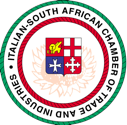 ITALIAN-SOUTH AFRICAN CHAMBER OF TRADE AND INDUSTRIES •